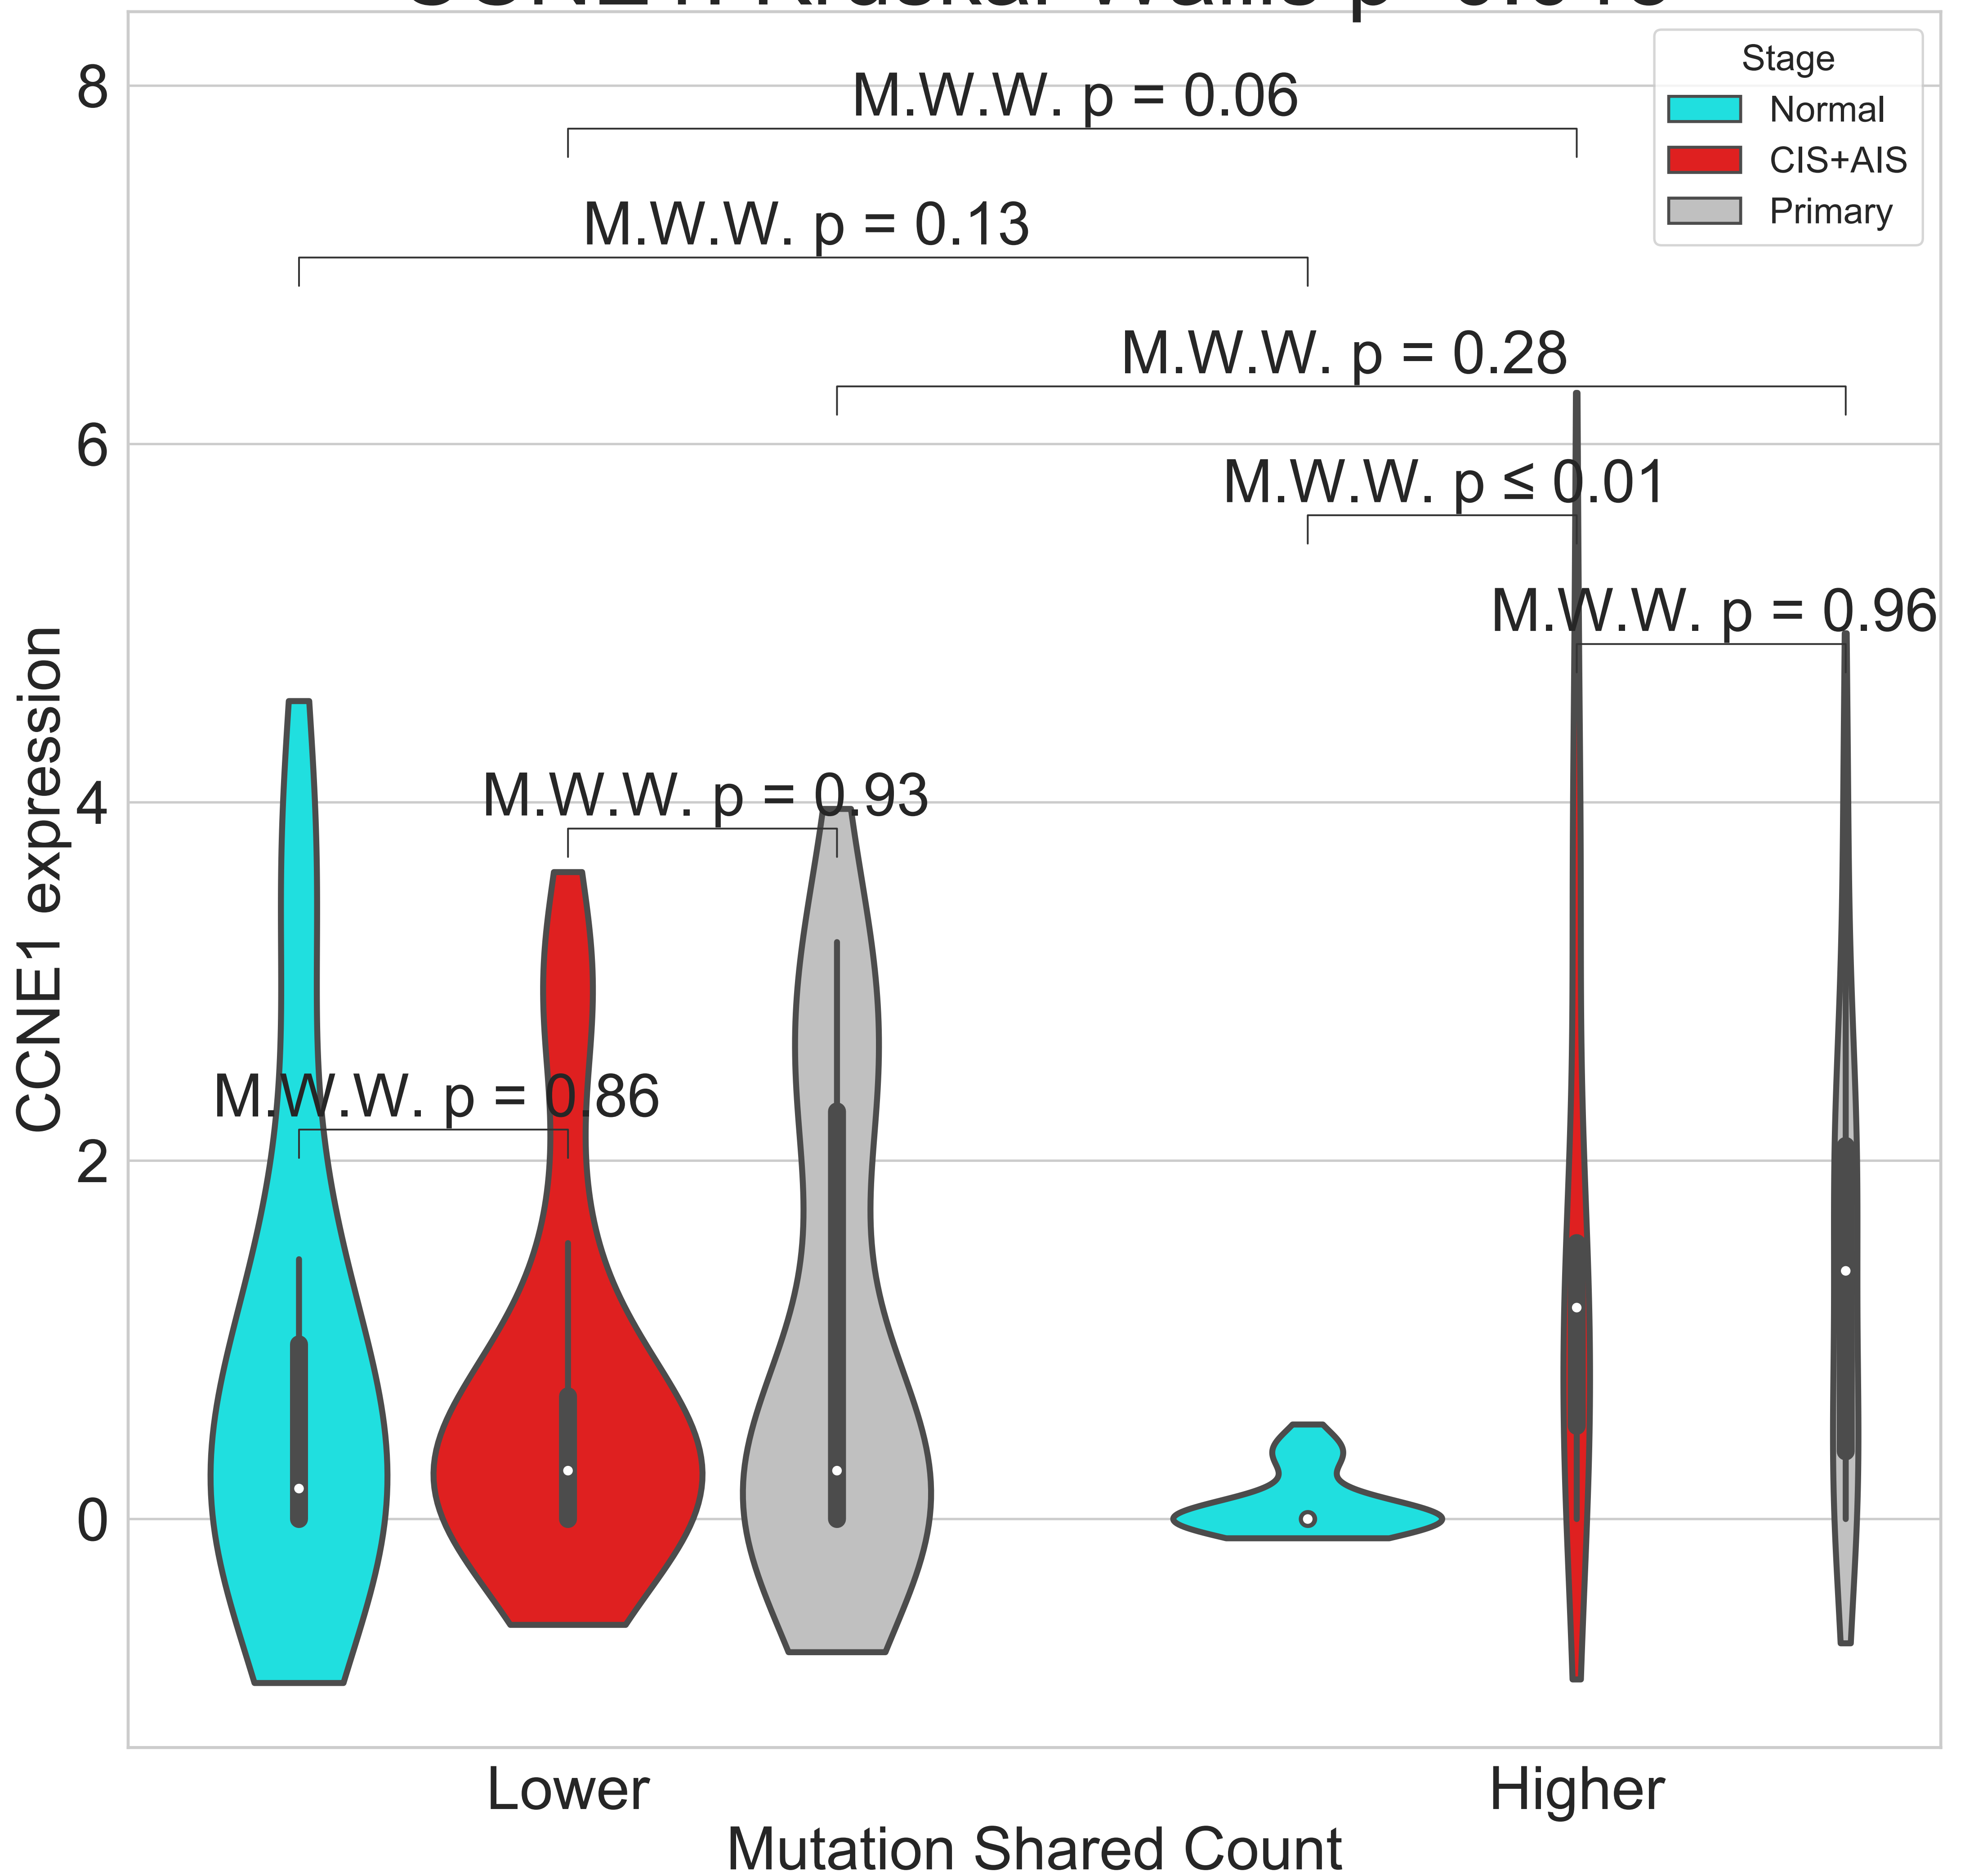 8
M.W.W. p = 0.06
M.W.W. p = 0.13
M.W.W. p = 0.28
6
M.W.W. p ≤ 0.01
M.W.W. p = 0.96
4
M.W.W. p = 0.93
M.W.W. p = 0.86
2
0
CCNE1 expression
Stage
Normal
CIS+AIS
Primary
Lower
Higher
Mutation Shared Count